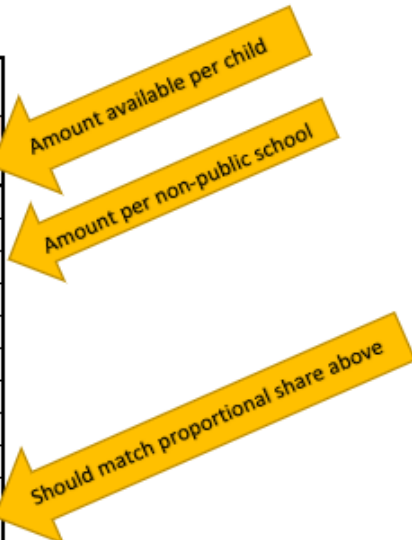 Amount available per child
Amount per non-public school
Should match proportional share above